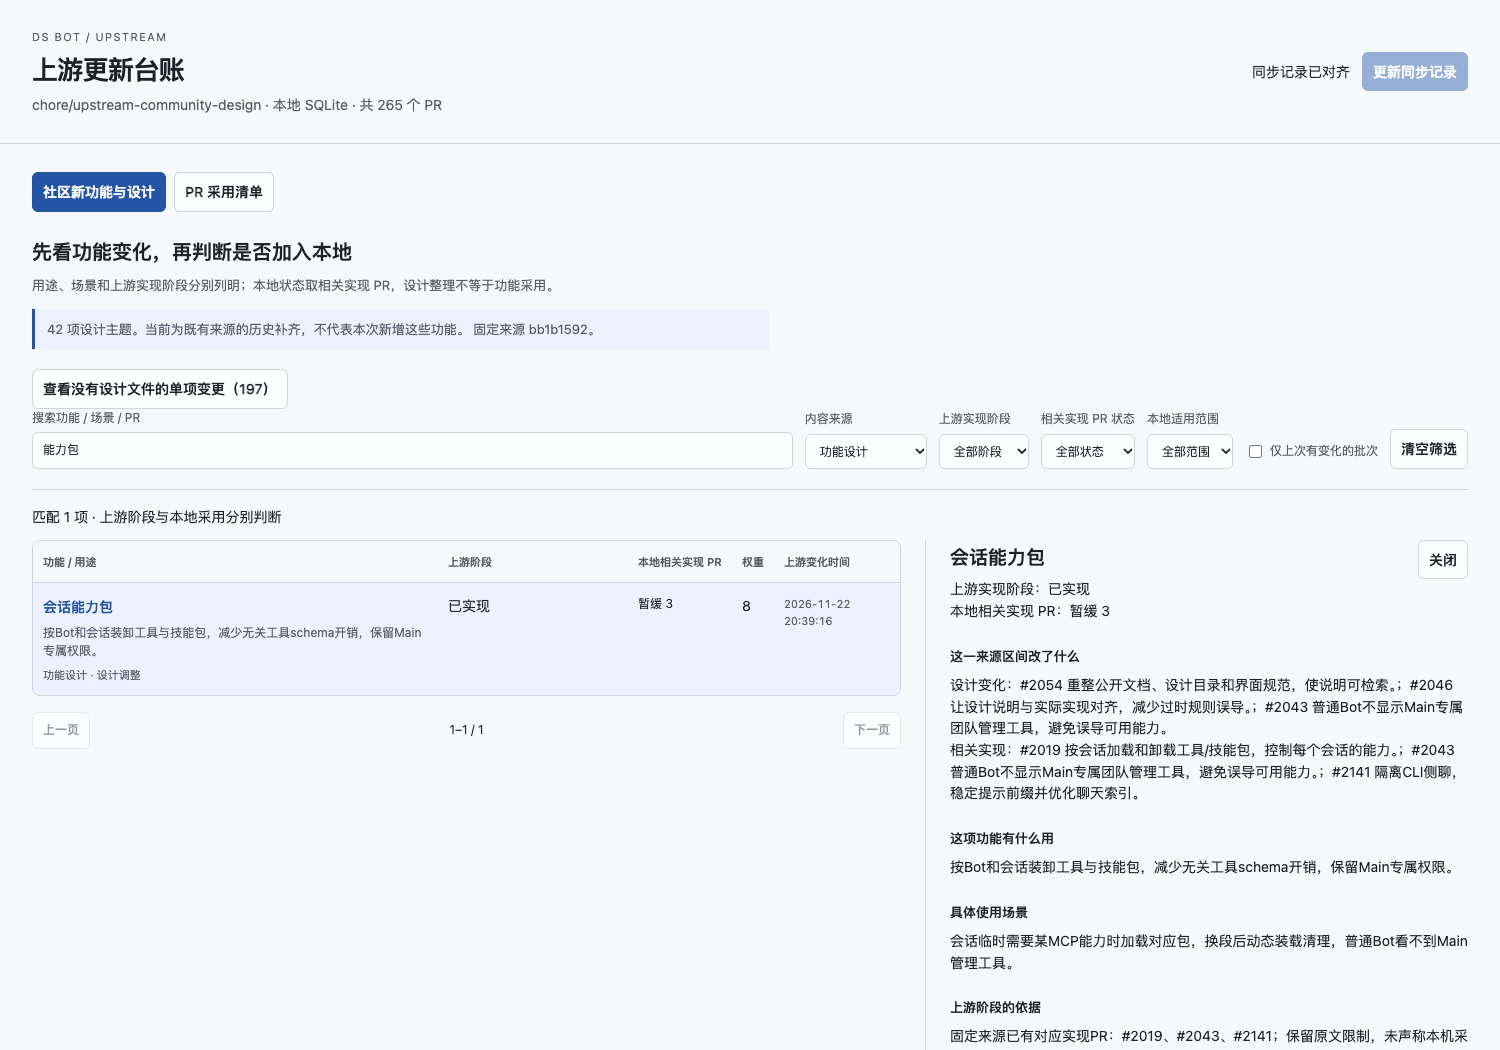 DS BOT / UPSTREAM
上游更新台账
chore/upstream-community-design · 本地 SQLite · 共 265 个 PR
同步记录已对齐
更新同步记录
社区新功能与设计
PR 采用清单
先看功能变化，再判断是否加入本地
用途、场景和上游实现阶段分别列明；本地状态取相关实现 PR，设计整理不等于功能采用。
42 项设计主题。当前为既有来源的历史补齐，不代表本次新增这些功能。 固定来源 bb1b1592。
查看没有设计文件的单项变更（197）
搜索功能 / 场景 / PR
能力包
内容来源
功能设计
上游实现阶段
全部阶段
相关实现 PR 状态
全部状态
本地适用范围
全部范围
仅上次有变化的批次
清空筛选
匹配 1 项 · 上游阶段与本地采用分别判断
功能 / 用途
上游阶段
本地相关实现 PR
权重
上游变化时间
会话能力包
按Bot和会话装卸工具与技能包，减少无关工具schema开销，保留Main
专属权限。
功能设计 · 设计调整
已实现
暂缓 3
8
2026-11-22
20:39:16
上一页
1–1 / 1
下一页
会话能力包
关闭
上游实现阶段：已实现
本地相关实现 PR：暂缓 3
这一来源区间改了什么
设计变化：#2054 重整公开文档、设计目录和界面规范，使说明可检索。；#2046
让设计说明与实际实现对齐，减少过时规则误导。；#2043 普通Bot不显示Main专属
团队管理工具，避免误导可用能力。
相关实现：#2019 按会话加载和卸载工具/技能包，控制每个会话的能力。；#2043
普通Bot不显示Main专属团队管理工具，避免误导可用能力。；#2141 隔离CLI侧聊，
稳定提示前缀并优化聊天索引。
这项功能有什么用
按Bot和会话装卸工具与技能包，减少无关工具schema开销，保留Main专属权限。
具体使用场景
会话临时需要某MCP能力时加载对应包，换段后动态装载清理，普通Bot看不到Main
管理工具。
上游阶段的依据
固定来源已有对应实现PR：#2019、#2043、#2141；保留原文限制，未声称本机采